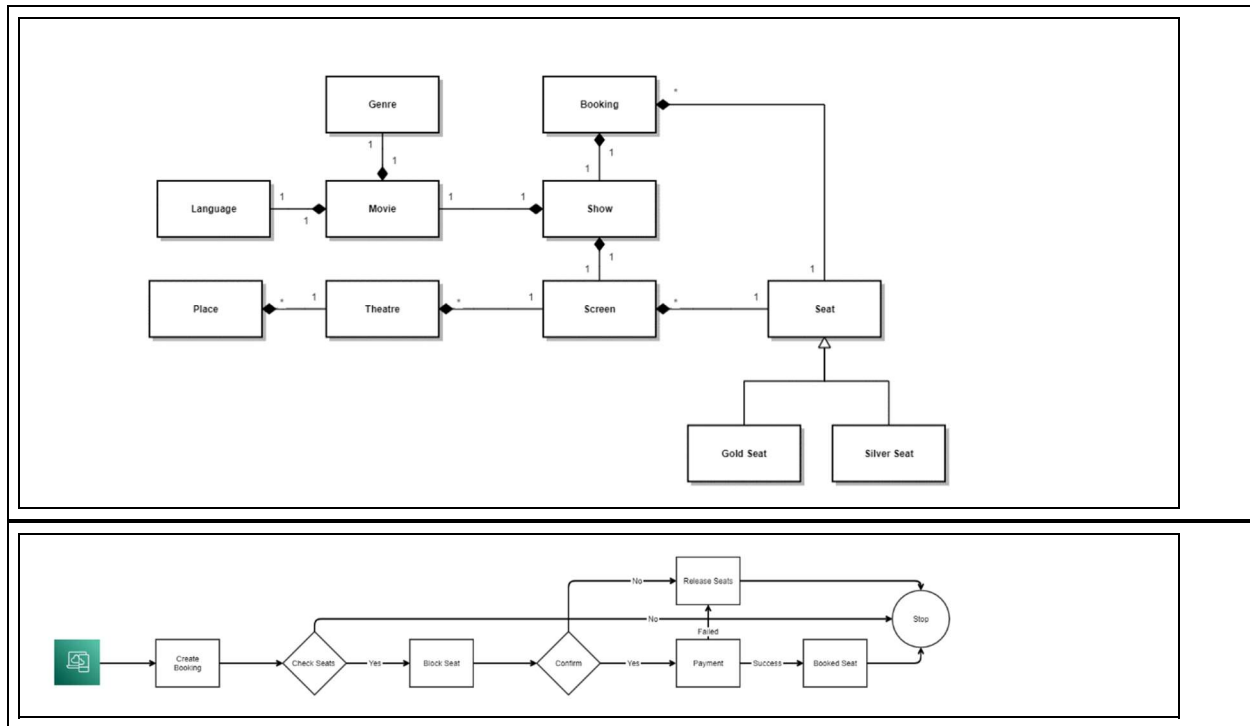 Genre
Booking
*
1
1
1
1
Language
1
1
Movie
1
1
Show
1
1
Place
*
1
Theatre
*
1
Screen
*
1
1
Seat
Gold Seat
Silver Seat
No
Release Seats
No
Stop
Failed
Create
Booking
Check Seats
Yes
Block Seat
Confirm
Yes
Payment
Success
Booked Seat